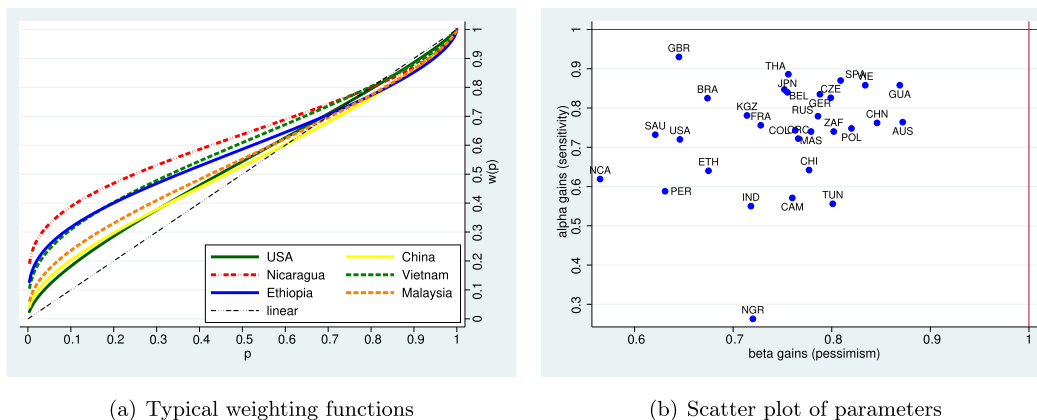 0
0.1
0.2
0.3
0.4
0.5
0.6
0.7
0.8
0.9
1
w(p)
0
0.1
0.2
0.3
0.4
0.5
0.6
0.7
0.8
0.9
1
p
USA
China
Nicaragua
Vietnam
Ethiopia
Malaysia
linear
(a) Typical weighting functions
alpha gains (sensitivity)
1
0.9
0.8
0.7
0.6
0.5
0.4
0.3
GBR
THA
SPA
VIE
JPN
BRA
BEL
CZE
GUA
GER
KGZ
RUS
FRA
CHN
SAU
USA
COL
GRC
ZAF
AUS
MAS
POL
ETH
CHI
NCA
PER
IND
CAM
TUN
NGR
0.6
0.7
0.8
0.9
1
beta gains (pessimism)
(b) Scatter plot of parameters